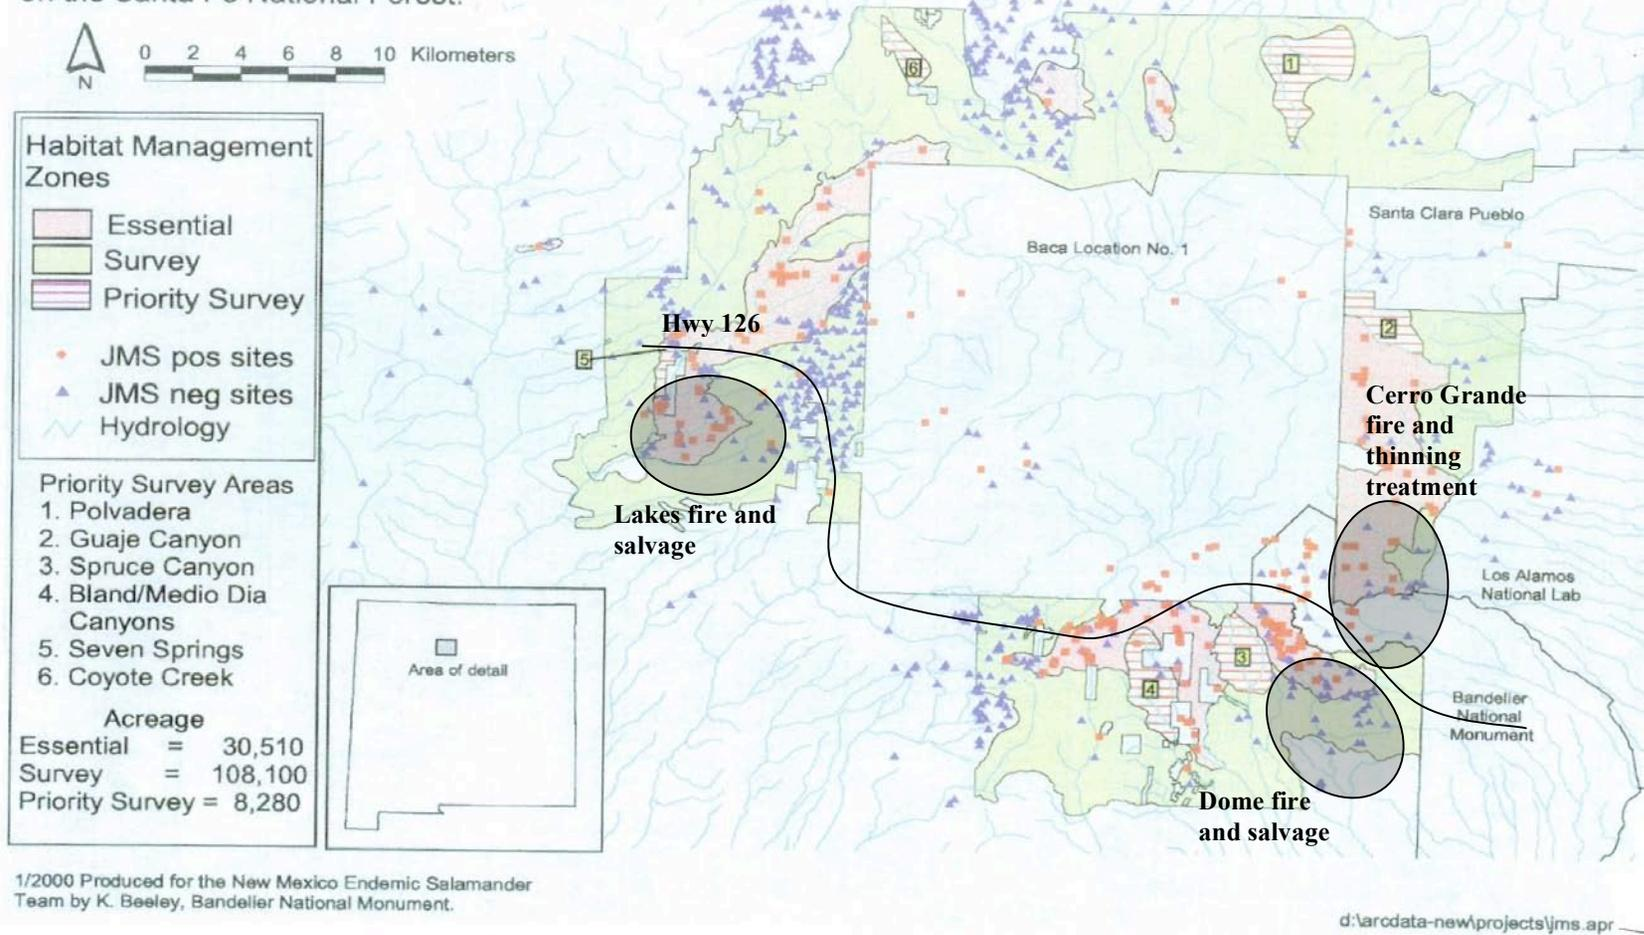 N
0 2 4 6 8 10 Kilometers
Habitat Management
Zones
Essential
Survey
Priority Survey
JMS pos sites
JMS neg sites
Hydrology
Priority Survey Areas
1. Polvadera
2. Guaje Canyon
3. Spruce Canyon
4. Bland/Medio Dia
Canyons
5. Seven Springs
6. Coyote Creek
Acreage
Essential = 30,510
Survey = 108,100
Priority Survey = 8,280
Area of detail
6
1
Santa Clara Pueblo
Baca Location No. 1
Hwy 126
2
5
Cerro Grande
fire and
thinning
treatment
Lakes fire and
salvage
Los Alamos
National Lab
3
4
Bandelier
National
Monument
Dome fire
and salvage
1/2000 Produced for the New Mexico Endemic Salamander
Team by K. Beeley, Bandelier National Monument.
d:\arcdata-new\projects\jms.apr